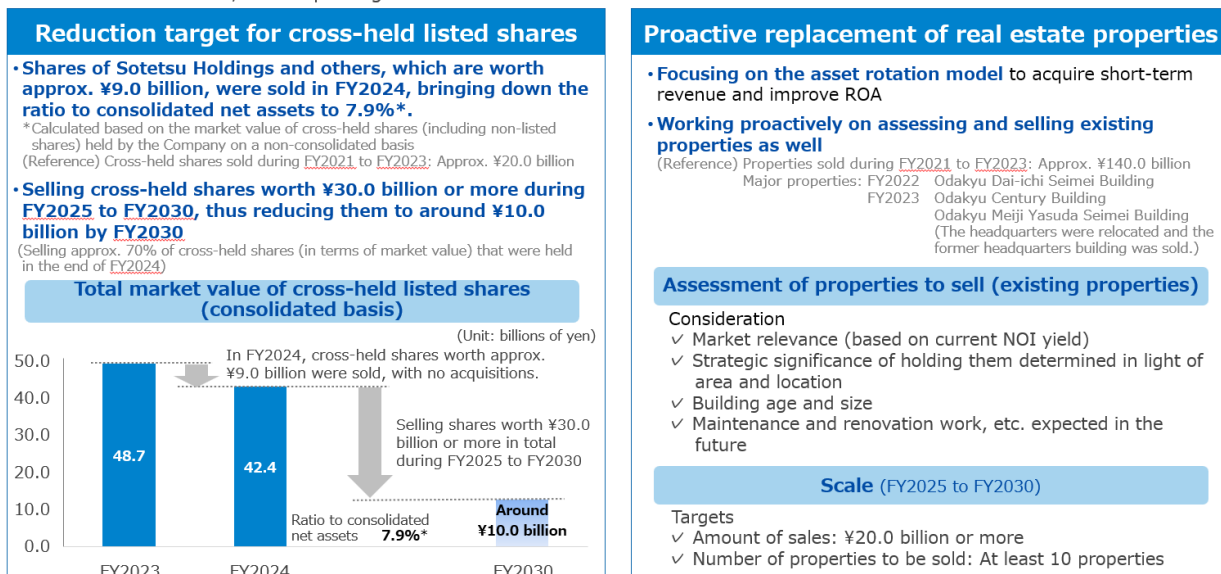 Reduction target for cross-held listed shares
• Shares of Sotetsu Holdings and others, which are worth
approx. ¥9.0 billion, were sold in FY2024, bringing down the
ratio to consolidated net assets to 7.9%*.
*Calculated based on the market value of cross-held shares (including non-listed
shares) held by the Company on a non-consolidated basis
(Reference) Cross-held shares sold during FY2021 to FY2023: Approx. ¥20.0 billion
• Selling cross-held shares worth ¥30.0 billion or more during
FY2025 to FY2030, thus reducing them to around ¥10.0
billion by FY2030
(Selling approx. 70% of cross-held shares (in terms of market value) that were held
in the end of FY2024)
Total market value of cross-held listed shares
(consolidated basis)
(Unit: billions of yen)
In FY2024, cross-held shares worth approx.
¥9.0 billion were sold, with no acquisitions.
Selling shares worth ¥30.0
billion or more in total
during FY2025 to FY2030
50.0
40.0
30.0
20.0
10.0
0.0
48.7
42.4
Ratio to consolidated
net assets 7.9%*
Around
¥10.0 billion
FY2023 FY2024 FY2030
Proactive replacement of real estate properties
• Focusing on the asset rotation model to acquire short-term
revenue and improve ROA
• Working proactively on assessing and selling existing
properties as well
(Reference) Properties sold during FY2021 to FY2023: Approx. ¥140.0 billion
Major properties: FY2022 Odakyu Dai-ichi Seimei Building
FY2023 Odakyu Century Building
Odakyu Meiji Yasuda Seimei Building
(The headquarters were relocated and the
former headquarters building was sold.)
Assessment of properties to sell (existing properties)
Consideration
✓ Market relevance (based on current NOI yield)
✓ Strategic significance of holding them determined in light of
area and location
✓ Building age and size
✓ Maintenance and renovation work, etc. expected in the
future
Scale (FY2025 to FY2030)
Targets
✓ Amount of sales: ¥20.0 billion or more
✓ Number of properties to be sold: At least 10 properties